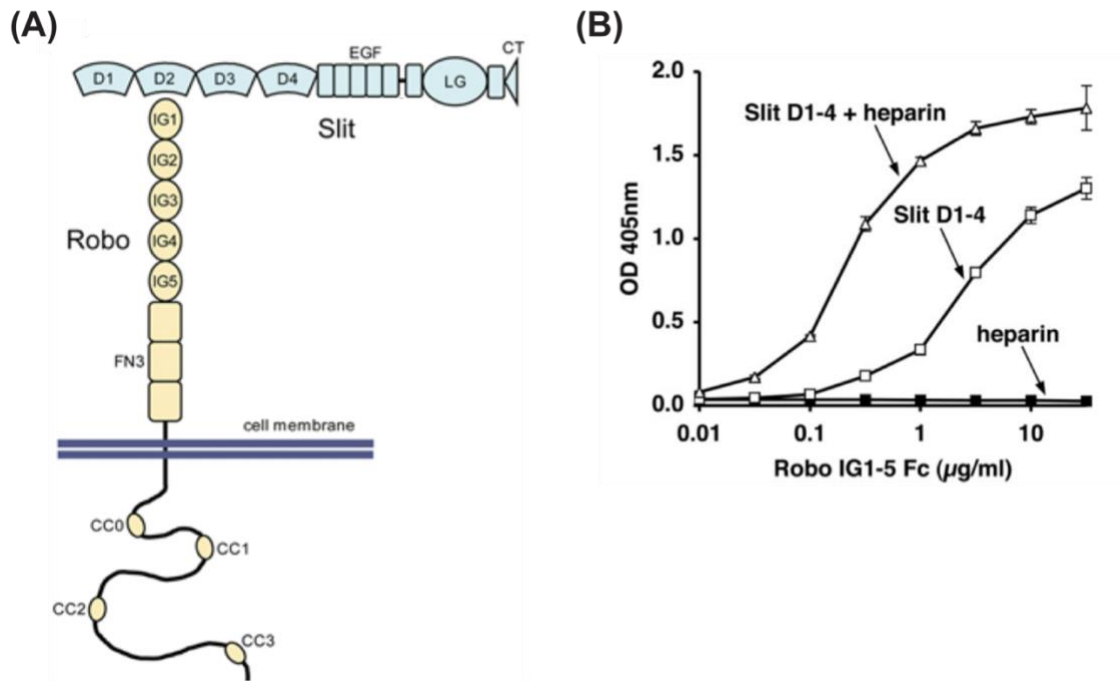 (A)
D1 D2 D3 D4 EGF LG CT
Slit
IG1
IG2
IG3
Robo
IG4
IG5
FN3
cell membrane
CC0
CC1
CC2
CC3
(B)
2.0
1.5
1.0
0.5
0.0
OD 405nm
Slit D1-4 + heparin
Slit D1-4
heparin
0.01 0.1 1 10
Robo IG1-5 Fc (µg/ml)